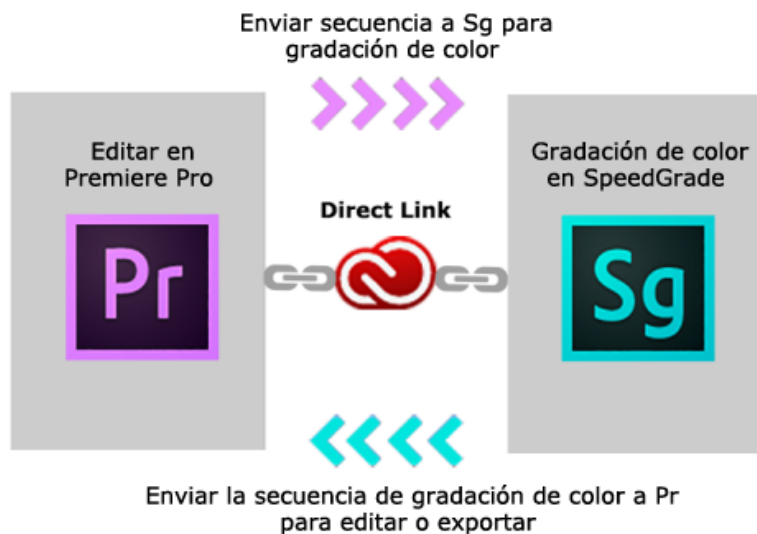 Enviar secuencia a Sg para
gradación de color
Editar en
Premiere Pro
Pr
Direct Link
Gradación de color
en SpeedGrade
Sg
Enviar la secuencia de gradación de color a Pr
para editar o exportar